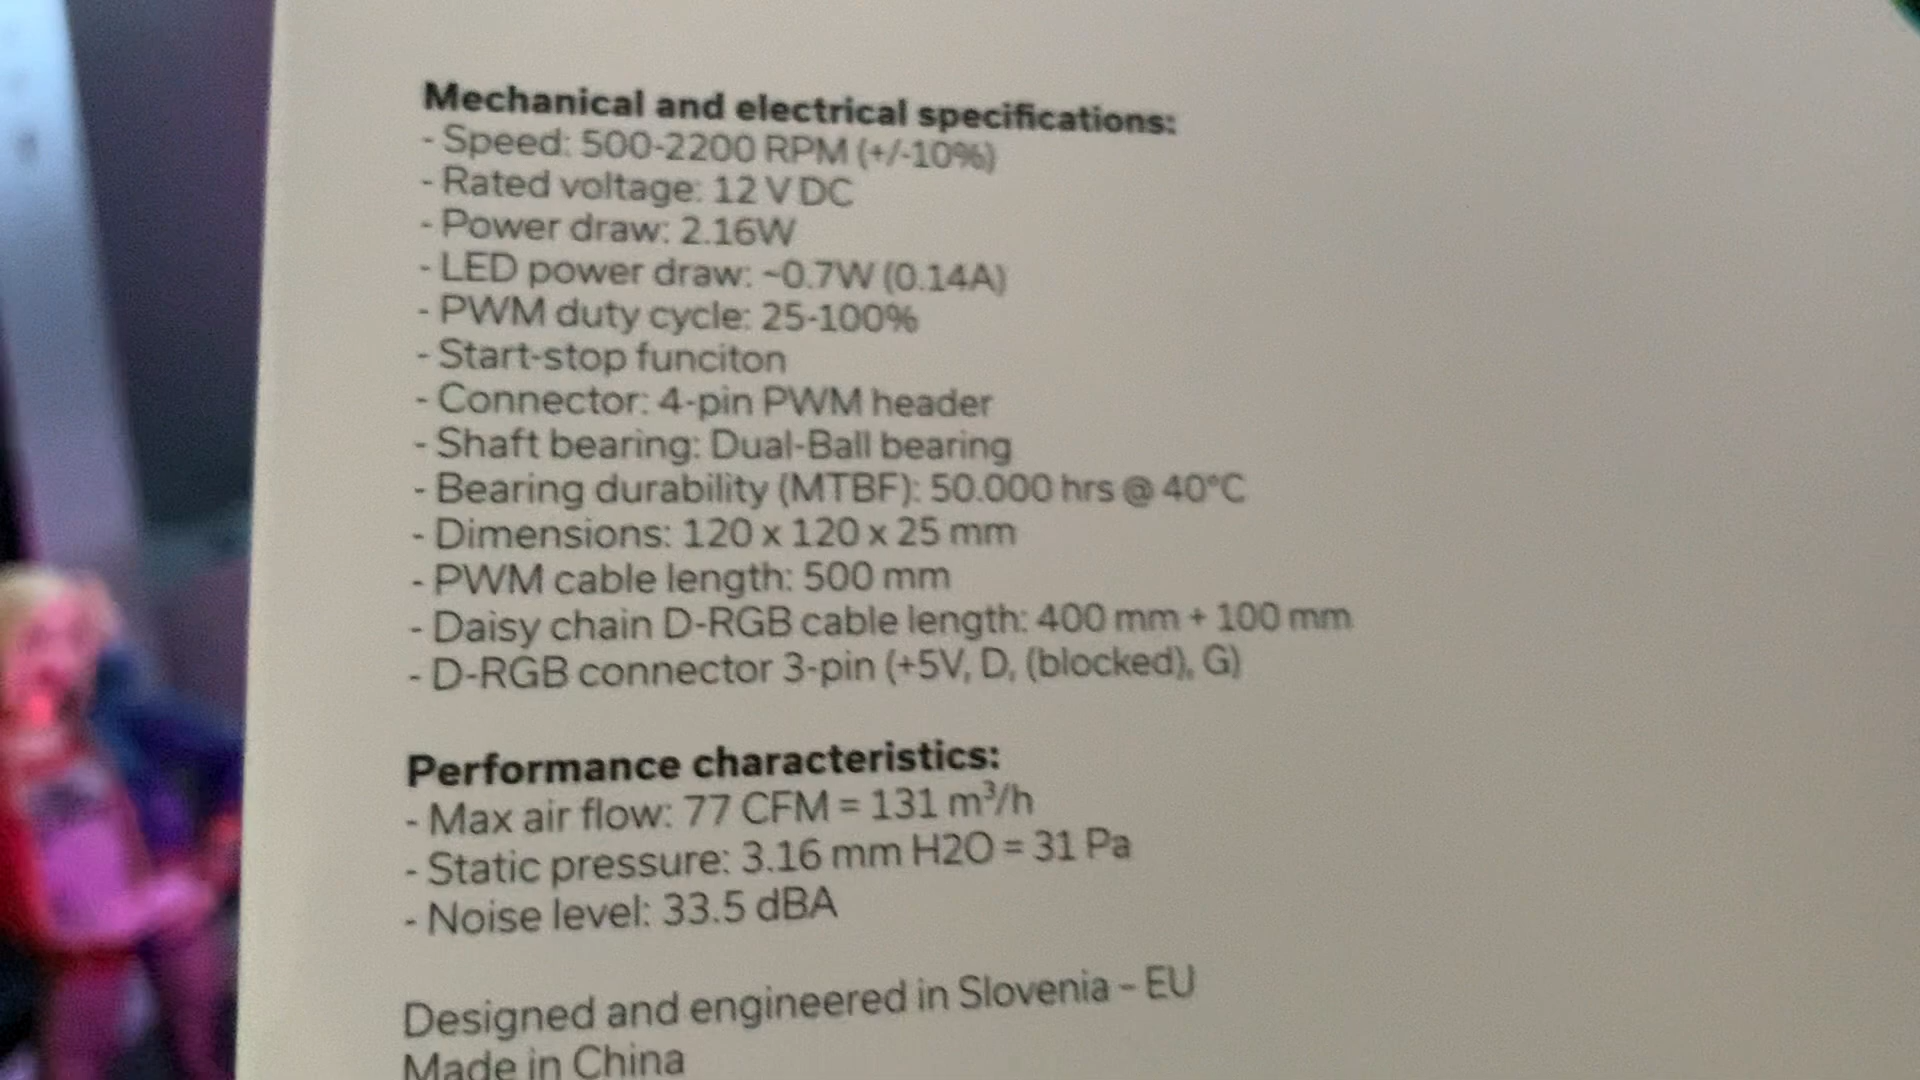 Mechanical and electrical specifications:
- Speed: 500-2200 RPM (+/-10%)
- Rated voltage: 12 V DC
- Power draw: 2.16W
- LED power draw: ~0.7W (0.14A)
- PWM duty cycle: 25-100%
- Start-stop funciton
- Connector: 4-pin PWM header
- Shaft bearing: Dual-Ball bearing
- Bearing durability (MTBF): 50.000 hrs @ 40°C
- Dimensions: 120 x 120 x 25 mm
- PWM cable length: 500 mm
- Daisy chain D-RGB cable length: 400 mm + 100 mm
- D-RGB connector 3-pin (+5V, D, (blocked), G)
Performance characteristics:
- Max air flow: 77 CFM = 131 m³/h
- Static pressure: 3.16 mm H2O = 31 Pa
- Noise level: 33.5 dBA
Designed and engineered in Slovenia - EU
Made in China